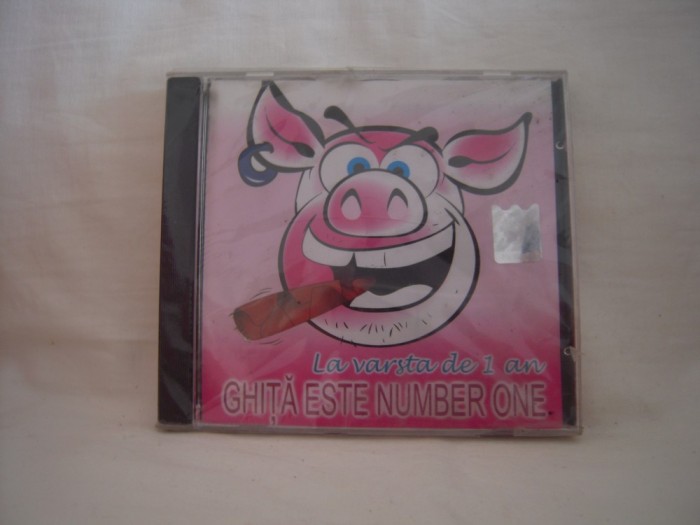 La varsta de 1 an
GHIȚĂ ESTE NUMBER ONE